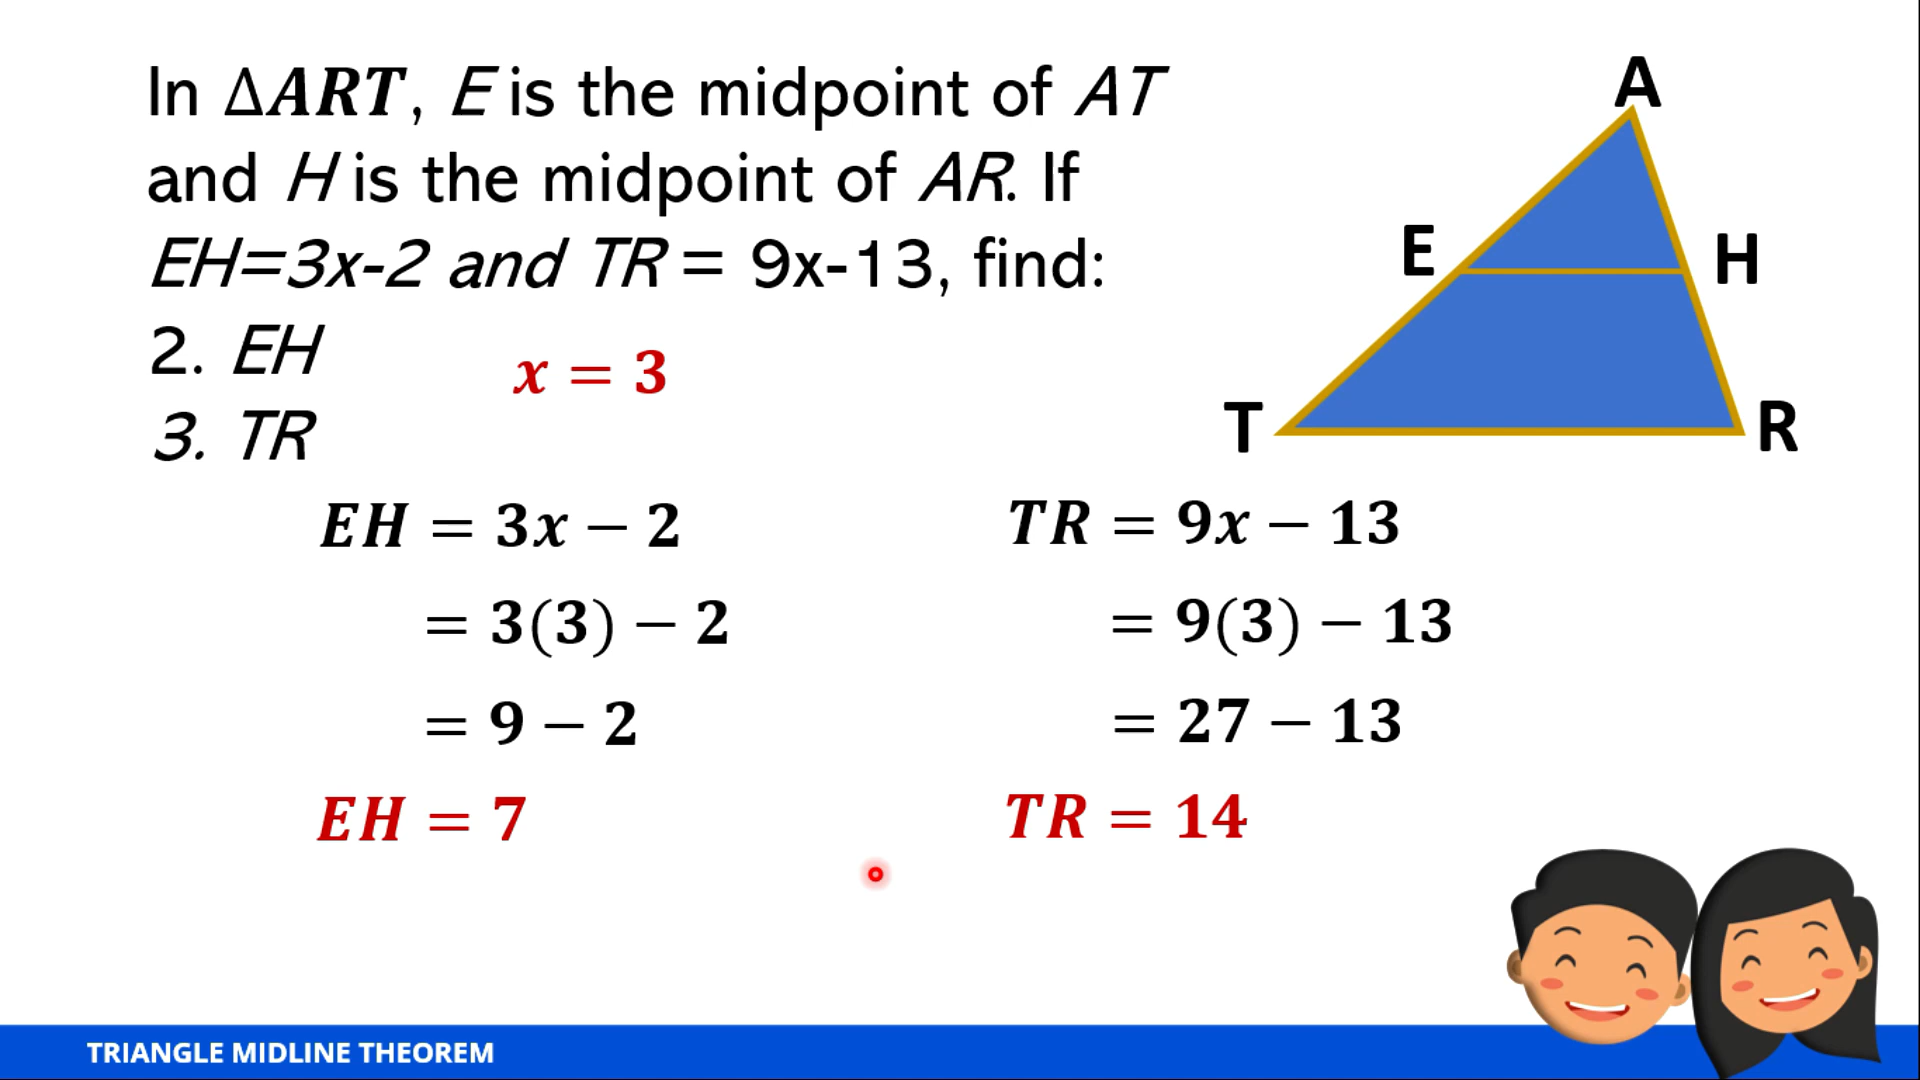 In ΔART, E is the midpoint of AT
and H is the midpoint of AR. If
EH=3x-2 and TR = 9x-13, find:
2. EH
x = 3
3. TR
A
E
H
T
R
EH = 3x − 2
= 3(3) − 2
= 9 − 2
EH = 7
TR = 9x − 13
= 9(3) − 13
= 27 − 13
TR = 14
TRIANGLE MIDLINE THEOREM